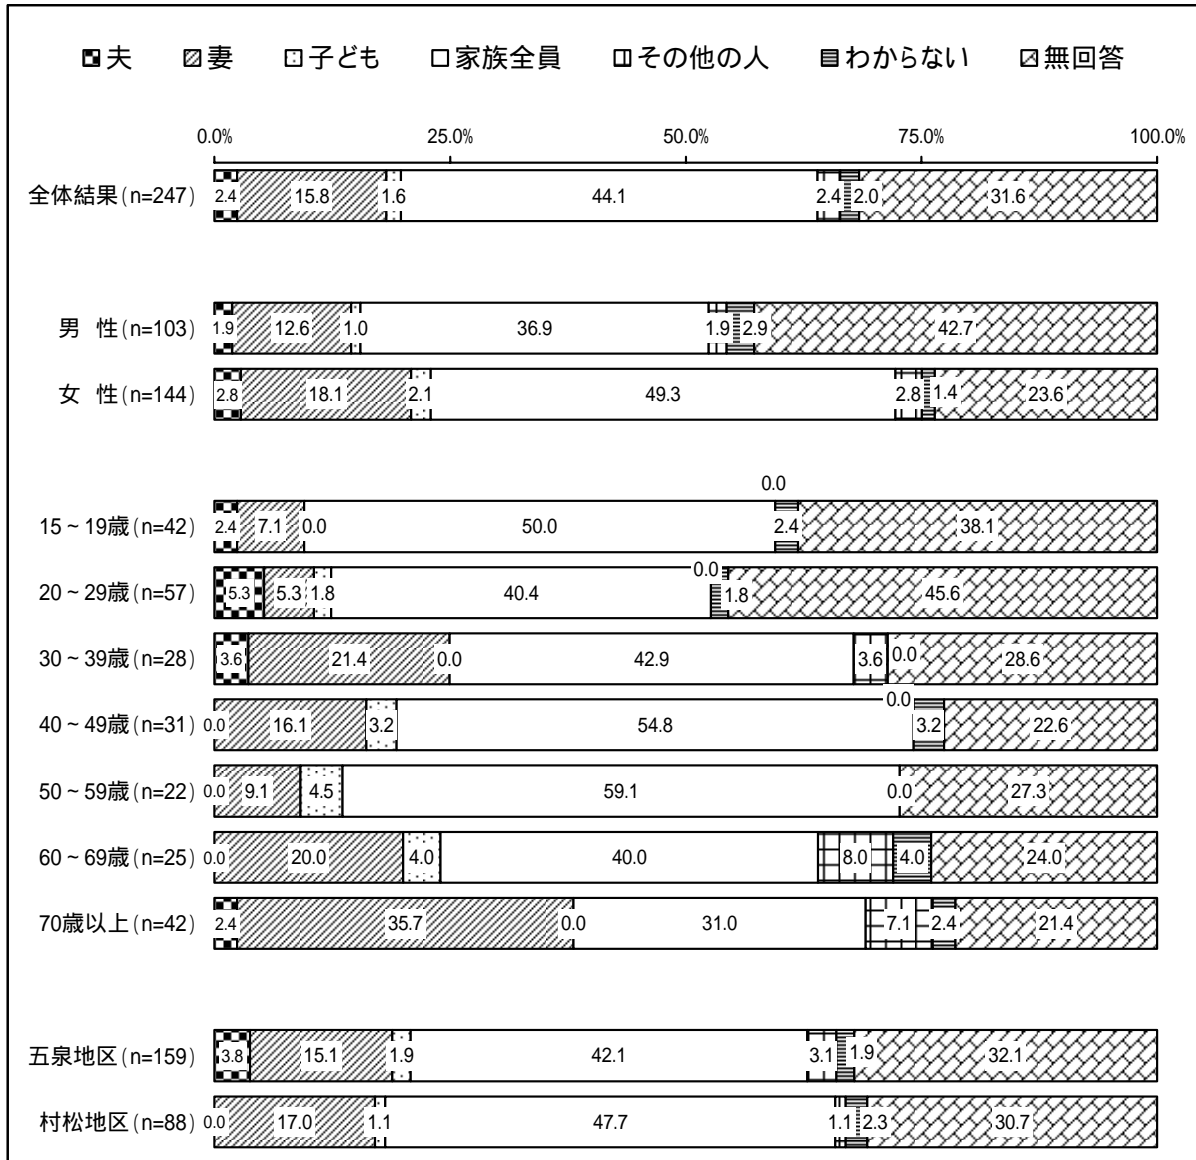 夫 妻 子ども 家族全員 その他の人 わからない 無回答
0.0% 25.0% 50.0% 75.0% 100.0%
全体結果(n=247) 2.4 15.8 1.6 44.1 2.4 2.0 31.6
男 性(n=103) 1.9 12.6 1.0 36.9 1.9 2.9 42.7
女 性(n=144) 2.8 18.1 2.1 49.3 2.8 1.4 23.6
0.0
15~19歳(n=42) 2.4 7.1 0.0 50.0 2.4 38.1
20~29歳(n=57) 5.3 5.3 1.8 40.4 0.0 1.8 45.6
30~39歳(n=28) 3.6 21.4 0.0 42.9 3.6 0.0 28.6
40~49歳(n=31) 0.0 16.1 3.2 54.8 0.0 3.2 22.6
50~59歳(n=22) 0.0 9.1 4.5 59.1 0.0 27.3
60~69歳(n=25) 0.0 20.0 4.0 40.0 8.0 4.0 24.0
70歳以上(n=42) 2.4 35.7 0.0 31.0 7.1 2.4 21.4
五泉地区(n=159) 3.8 15.1 1.9 42.1 3.1 1.9 32.1
村松地区(n=88) 0.0 17.0 1.1 47.7 1.1 2.3 30.7